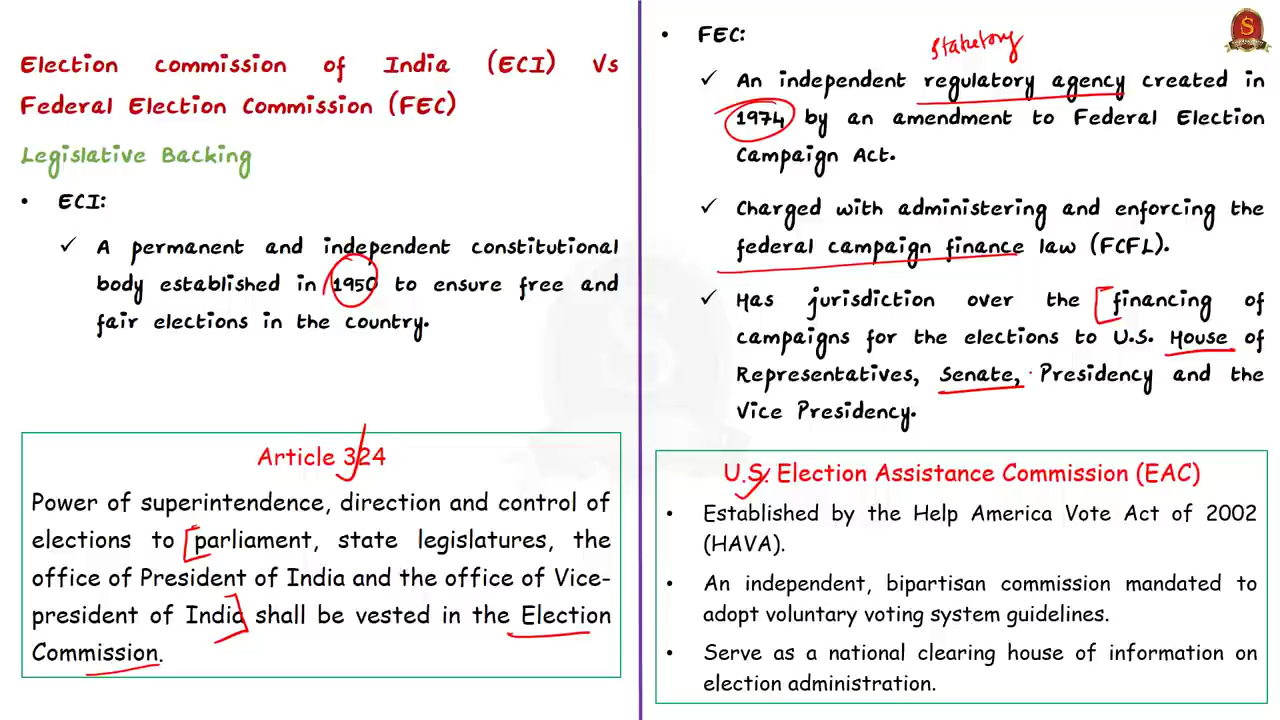 Election commission of India (ECI) Vs
Federal Election Commission (FEC)
Legislative Backing
• ECI:
✓ A permanent and independent constitutional
body established in 1950 to ensure free and
fair elections in the country.
Article 324
Power of superintendence, direction and control of
elections to parliament, state legislatures, the
office of President of India and the office of Vice-
president of India shall be vested in the Election
Commission.
• FEC:
Statutory
✓ An independent regulatory agency created in
1974 by an amendment to Federal Election
Campaign Act.
✓ Charged with administering and enforcing the
federal campaign finance law (FCFL).
✓ Has jurisdiction over the financing of
campaigns for the elections to U.S. House of
Representatives, Senate, Presidency and the
Vice Presidency.
U.S. Election Assistance Commission (EAC)
• Established by the Help America Vote Act of 2002
(HAVA).
• An independent, bipartisan commission mandated to
adopt voluntary voting system guidelines.
• Serve as a national clearing house of information on
election administration.
S